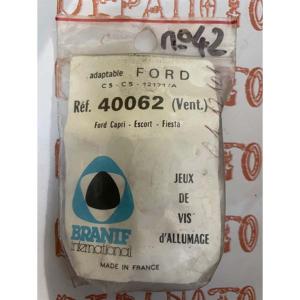 DEPANOTO
n°42
adaptable FORD
Réf. 40062 (Vent.)
Ford Capri - Escort - Fiesta
JEUX
DE
VIS
d'ALLUMAGE
BRANIF
international
MADE IN FRANCE